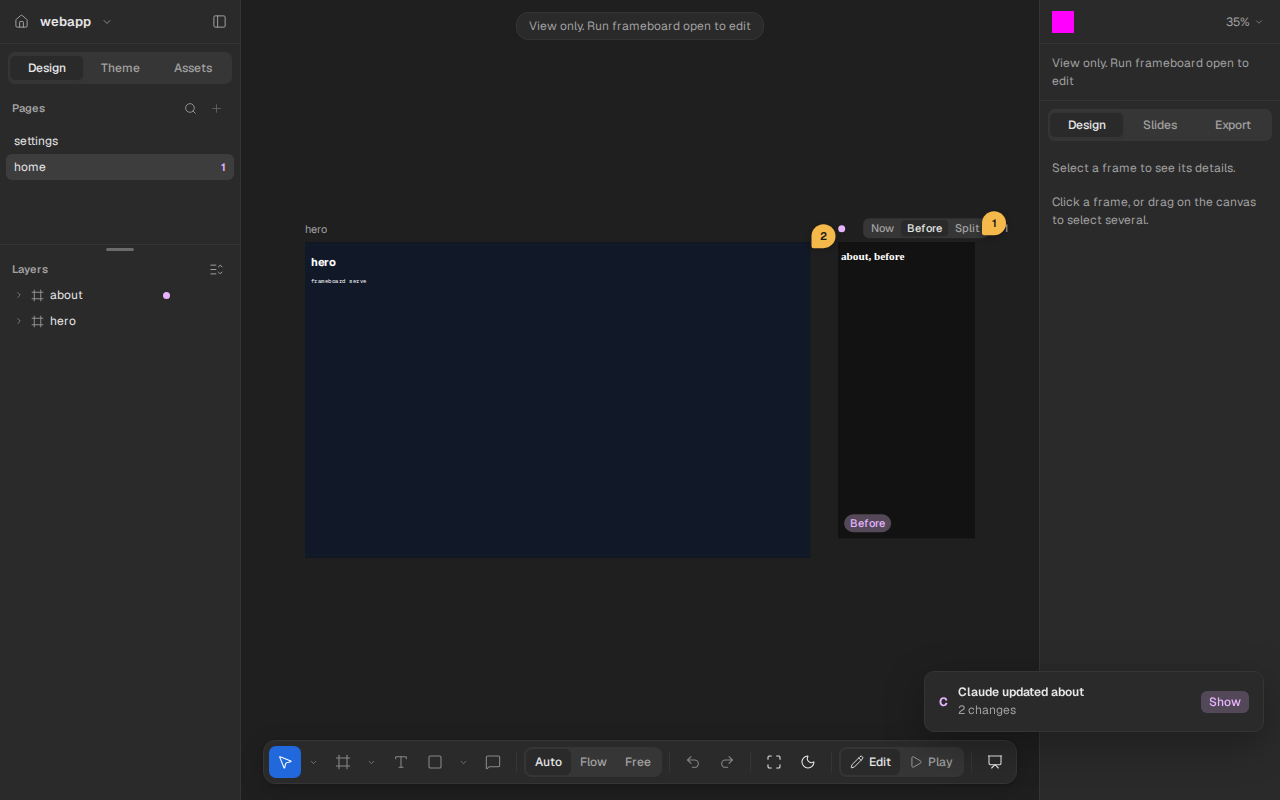 webapp
View only. Run frameboard open to edit
35%
Design Theme Assets
View only. Run frameboard open to
edit
Pages
Design Slides Export
settings
home 1
Select a frame to see its details.
Click a frame, or drag on the canvas
to select several.
hero
2
Now Before Split
1
hero
frameboard serve
about, before
Before
Layers
about
hero
C
Claude updated about
2 changes
Show
Auto Flow Free
Edit Play